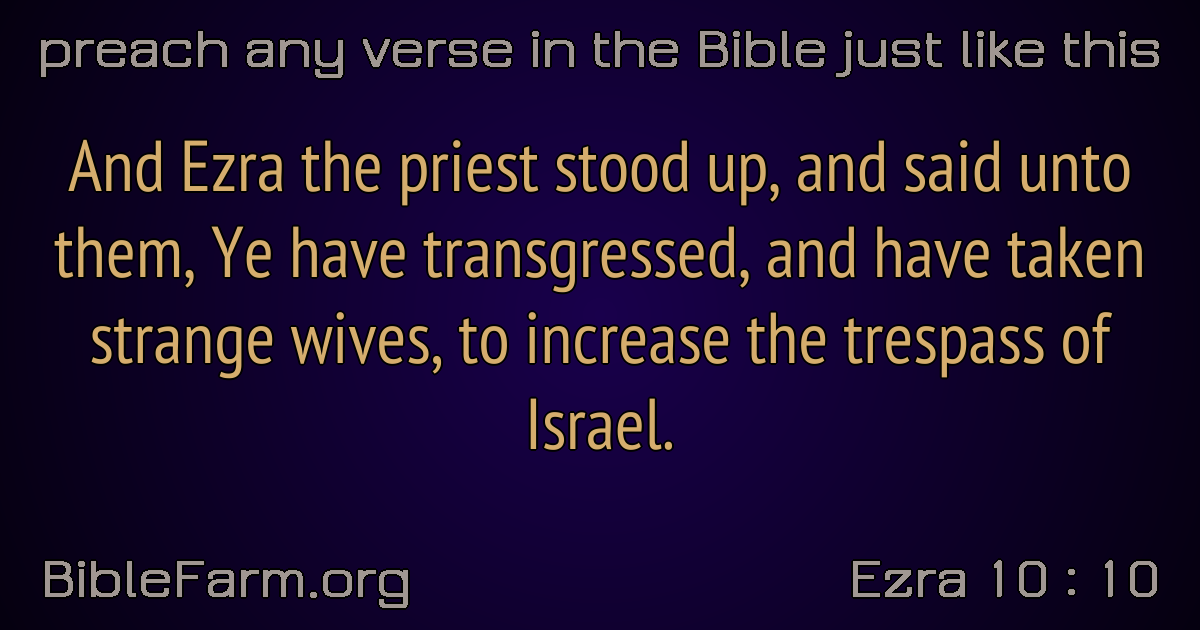 preach any verse in the Bible just like this
And Ezra the priest stood up, and said unto
them, Ye have transgressed, and have taken
strange wives, to increase the trespass of
Israel.
BibleFarm.org
Ezra 10 : 10